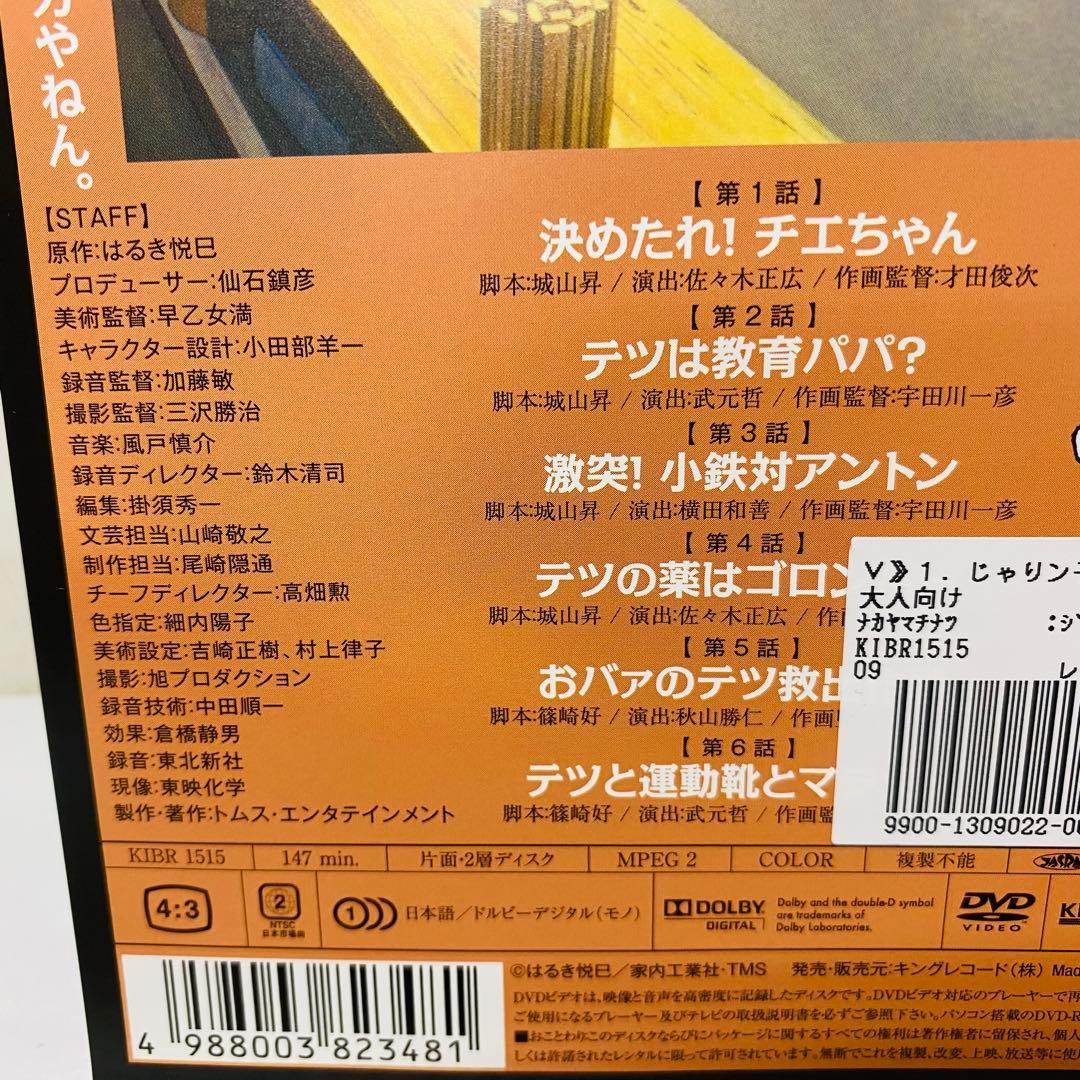 やねん。
【STAFF】
原作:はるき悦巳
プロデューサー:仙石鎮彦
美術監督:早乙女満
キャラクター設計:小田部羊一
録音監督:加藤敏
撮影監督:三沢勝治
音楽:風戸慎介
録音ディレクター:鈴木清司
編集:掛須秀一
文芸担当:山崎敬之
制作担当:尾崎隠通
チーフディレクター:高畑勲
色指定:細内陽子
美術設定:吉崎正樹、村上律子
撮影:旭プロダクション
録音技術:中田順一
効果:倉橋静男
録音:東北新社
現像:東映化学
製作・著作:トムス・エンタテインメント
【 第1話 】
決めたれ! チエちゃん
脚本:城山昇 / 演出:佐々木正広 / 作画監督:才田俊次
【 第2話 】
テツは教育パパ?
脚本:城山昇 / 演出:武元哲 / 作画監督:宇田川一彦
【 第3話 】
激突! 小鉄対アントン
脚本:城山昇 / 演出:横田和善 / 作画監督:宇田川一彦
【 第4話 】
テツの薬はゴロン
脚本:城山昇 / 演出:佐々木正広 / 作
【 第5話 】
おバァのテツ救出
脚本:篠崎好 / 演出:秋山勝仁 / 作画
【 第6話 】
テツと運動靴とマ
脚本:篠崎好 / 演出:武元哲 / 作画監
V》1. じゃりン
大人向け
ナカヤマチナツ
KIBR1515
09 レ
9900-1309022-0
KIBR 1515 147 min. 片面・2層ディスク MPEG 2 COLOR 複製不能 JASRA
4:3 2 NTSC 日本市場向 1 日本語/ドルビーデジタル(モノ) DOLBY DIGITAL Dolby and the double-D symbol are trademarks of Dolby Laboratories. DVD VIDEO
©はるき悦巳/家内工業社・TMS 発売・販売元:キングレコード(株) Mad
DVDビデオは、映像と音声を高密度に記録したディスクです。DVDビデオ対応のプレーヤーで再
ご使用になるプレーヤー及びテレビの取扱説明書を必ずご参照下さい。パソコン搭載のDVD-R
■おことわり:このディスクならびにパッケージに関するすべての権利は著作権者に留保され、個人
しくは許諾されたレンタルに限って許可されています。無断でこれを複製、改変、上映、放送等に使
4 988003 823481